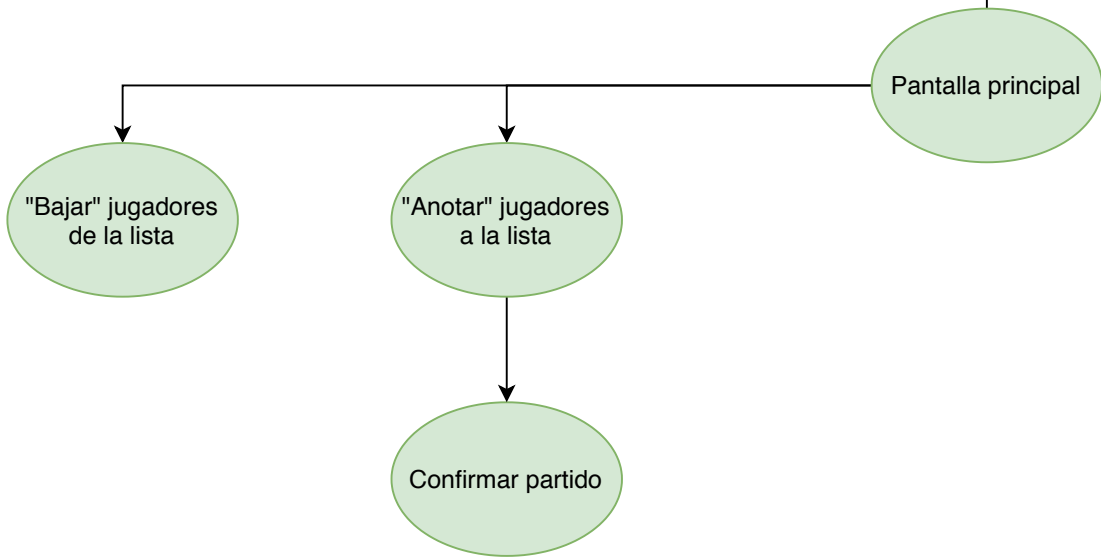 Pantalla principal
"Bajar" jugadores
de la lista
"Anotar" jugadores
a la lista
Confirmar partido